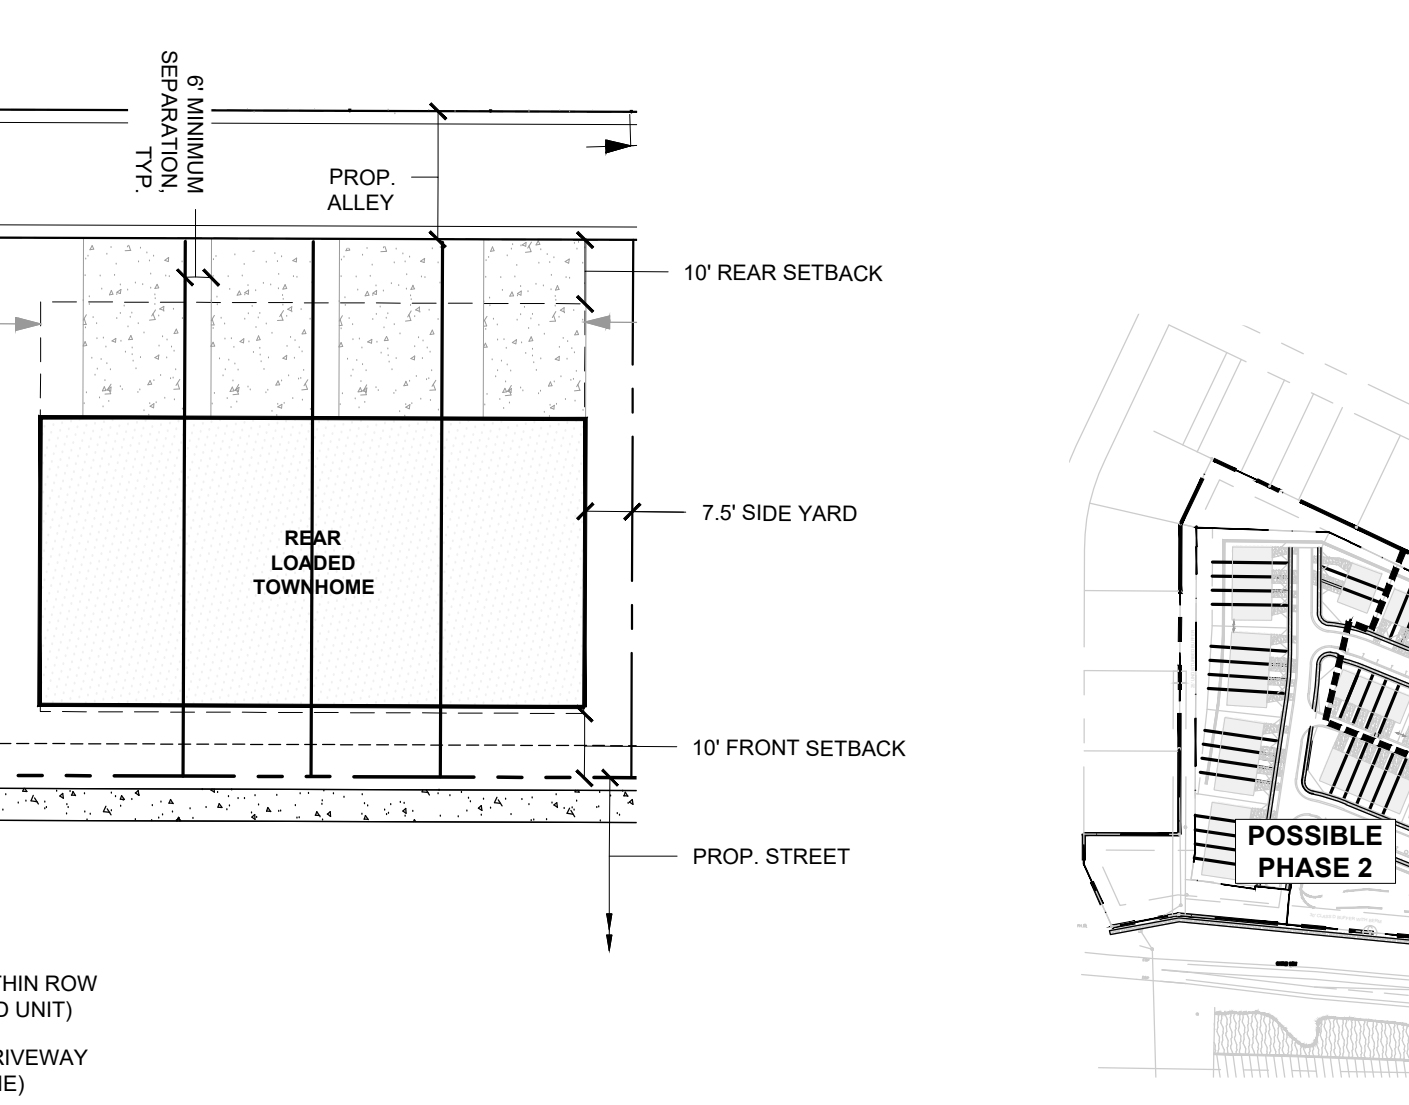 6' MINIMUM
SEPARATION,
TYP.
PROP.
ALLEY
10' REAR SETBACK
7.5' SIDE YARD
REAR
LOADED
TOWNHOME
10' FRONT SETBACK
PROP. STREET
THIN ROW
D UNIT)
RIVEWAY
IE)
POSSIBLE
PHASE 2